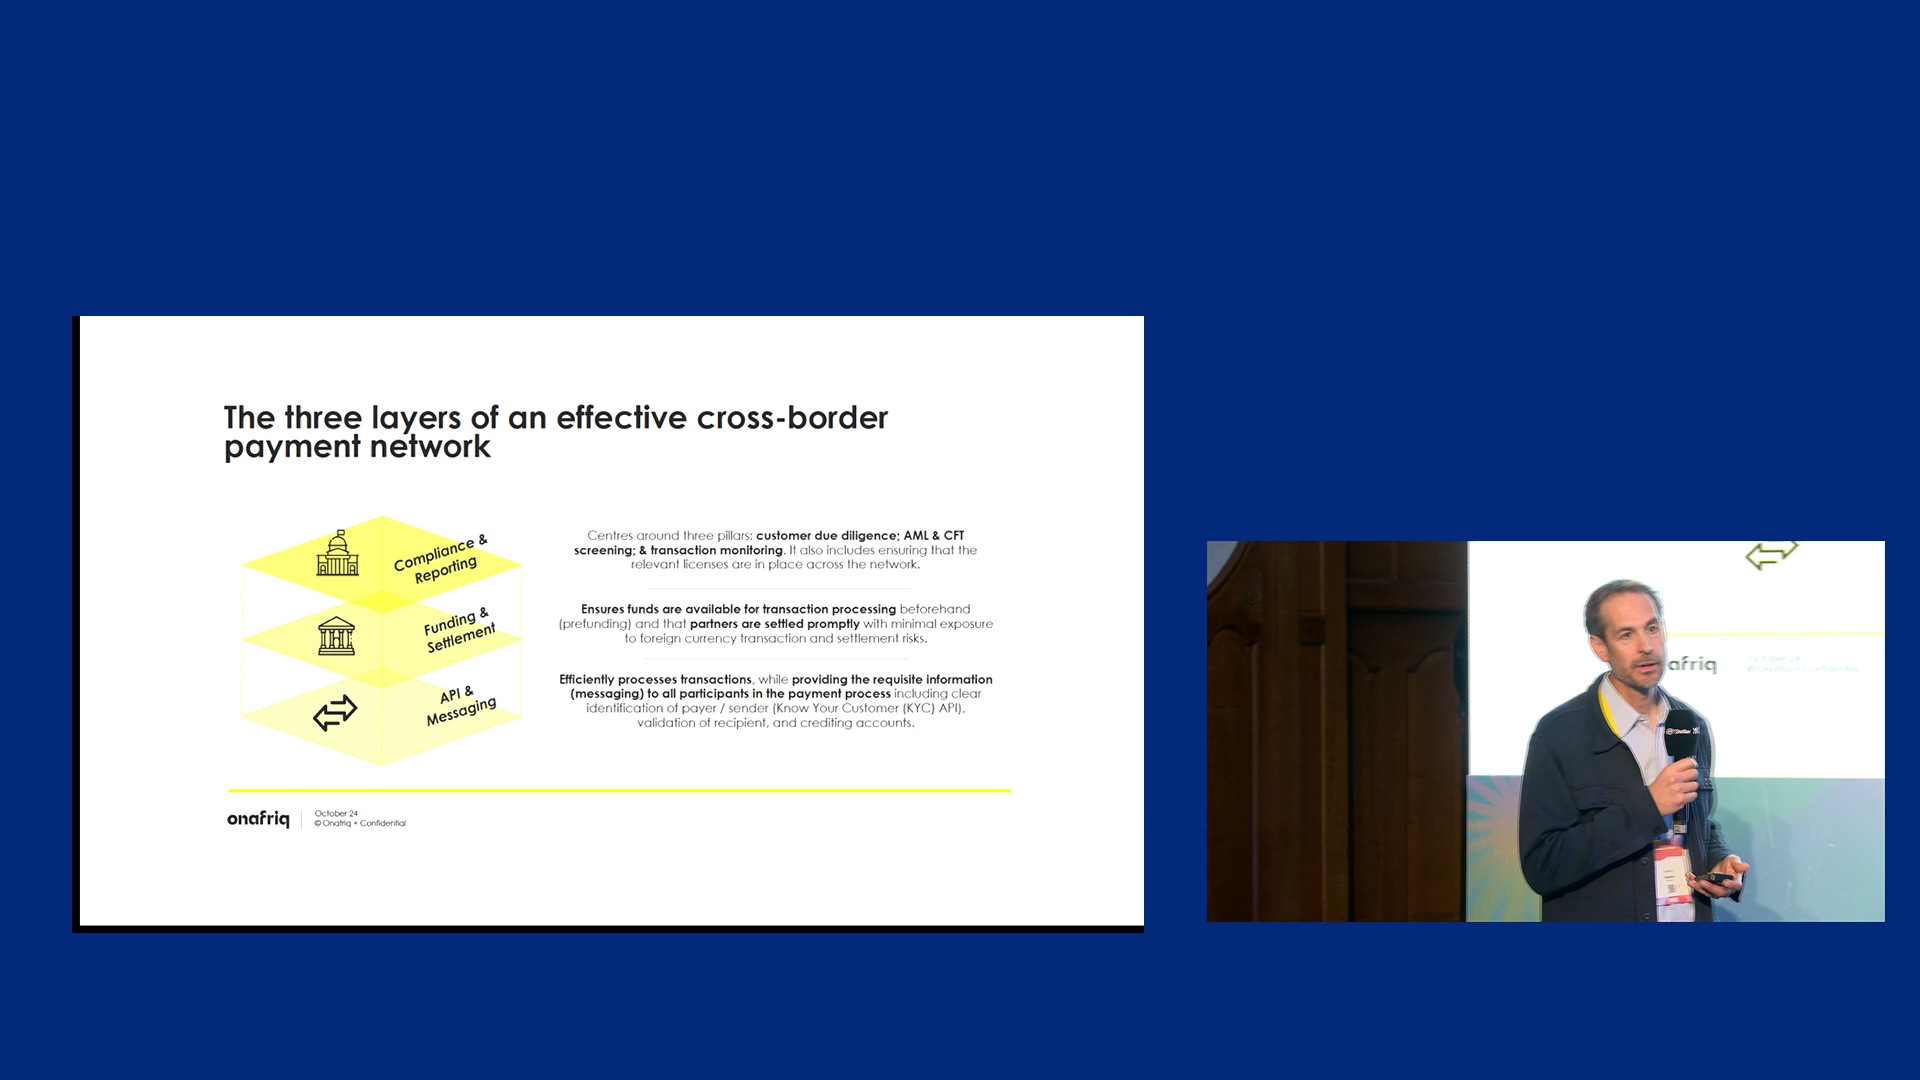 The three layers of an effective cross-border
payment network
Compliance &
Reporting
Centres around three pillars: customer due diligence; AML & CFT
screening; & transaction monitoring. It also includes ensuring that the
relevant licenses are in place across the network.
Funding &
Settlement
Ensures funds are available for transaction processing beforehand
(prefunding) and that partners are settled promptly with minimal exposure
to foreign currency transaction and settlement risks.
API &
Messaging
Efficiently processes transactions, while providing the requisite information
(messaging) to all participants in the payment process including clear
identification of payer / sender (Know Your Customer (KYC) API),
validation of recipient, and crediting accounts.
onafriq
October 24
© Onafriq + Confidential
afriq